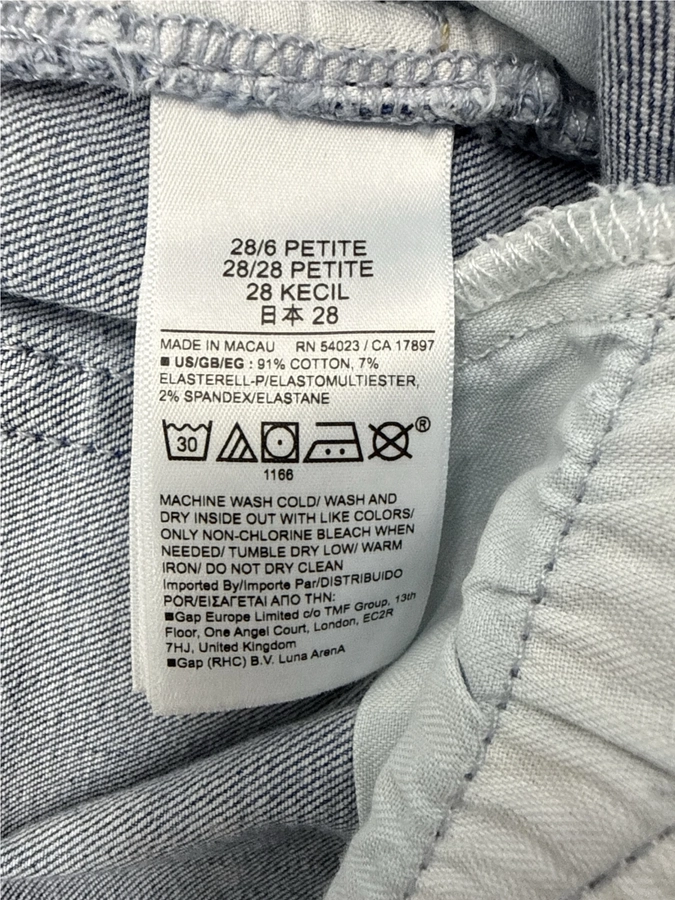 28/6 PETITE
28/28 PETITE
28 KECIL
日本 28
MADE IN MACAU RN 54023 / CA 17897
■ US/GB/EG : 91% COTTON, 7%
ELASTERELL-P/ELASTOMULTIESTER,
2% SPANDEX/ELASTANE
30 ®
1166
MACHINE WASH COLD/ WASH AND
DRY INSIDE OUT WITH LIKE COLORS/
ONLY NON-CHLORINE BLEACH WHEN
NEEDED/ TUMBLE DRY LOW/ WARM
IRON/ DO NOT DRY CLEAN
Imported By/Importe Par/DISTRIBUIDO
POR/ΕΙΣΑΓΕΤΑΙ ΑΠΟ ΤΗΝ:
■Gap Europe Limited c/o TMF Group, 13th
Floor, One Angel Court, London, EC2R
7HJ, United Kingdom
■Gap (RHC) B.V. Luna ArenA